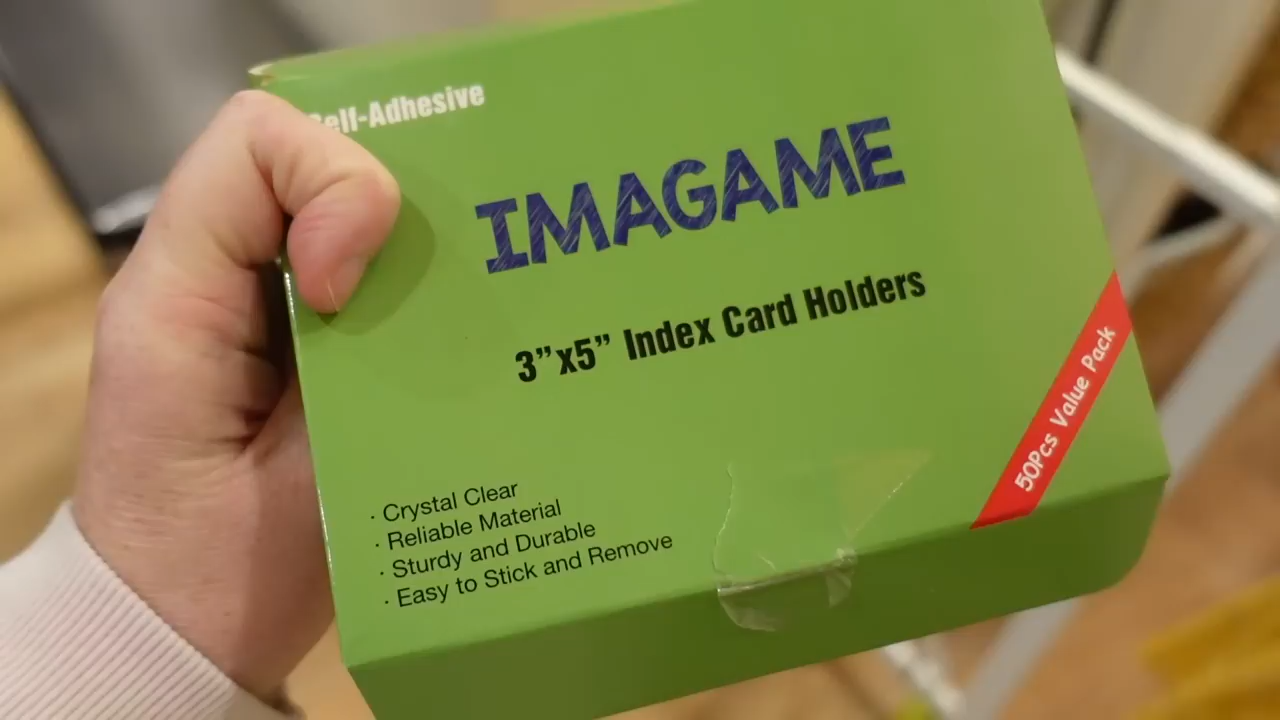 Self-Adhesive
IMAGAME
3”x5” Index Card Holders
50Pcs Value Pack
· Crystal Clear
· Reliable Material
· Sturdy and Durable
· Easy to Stick and Remove